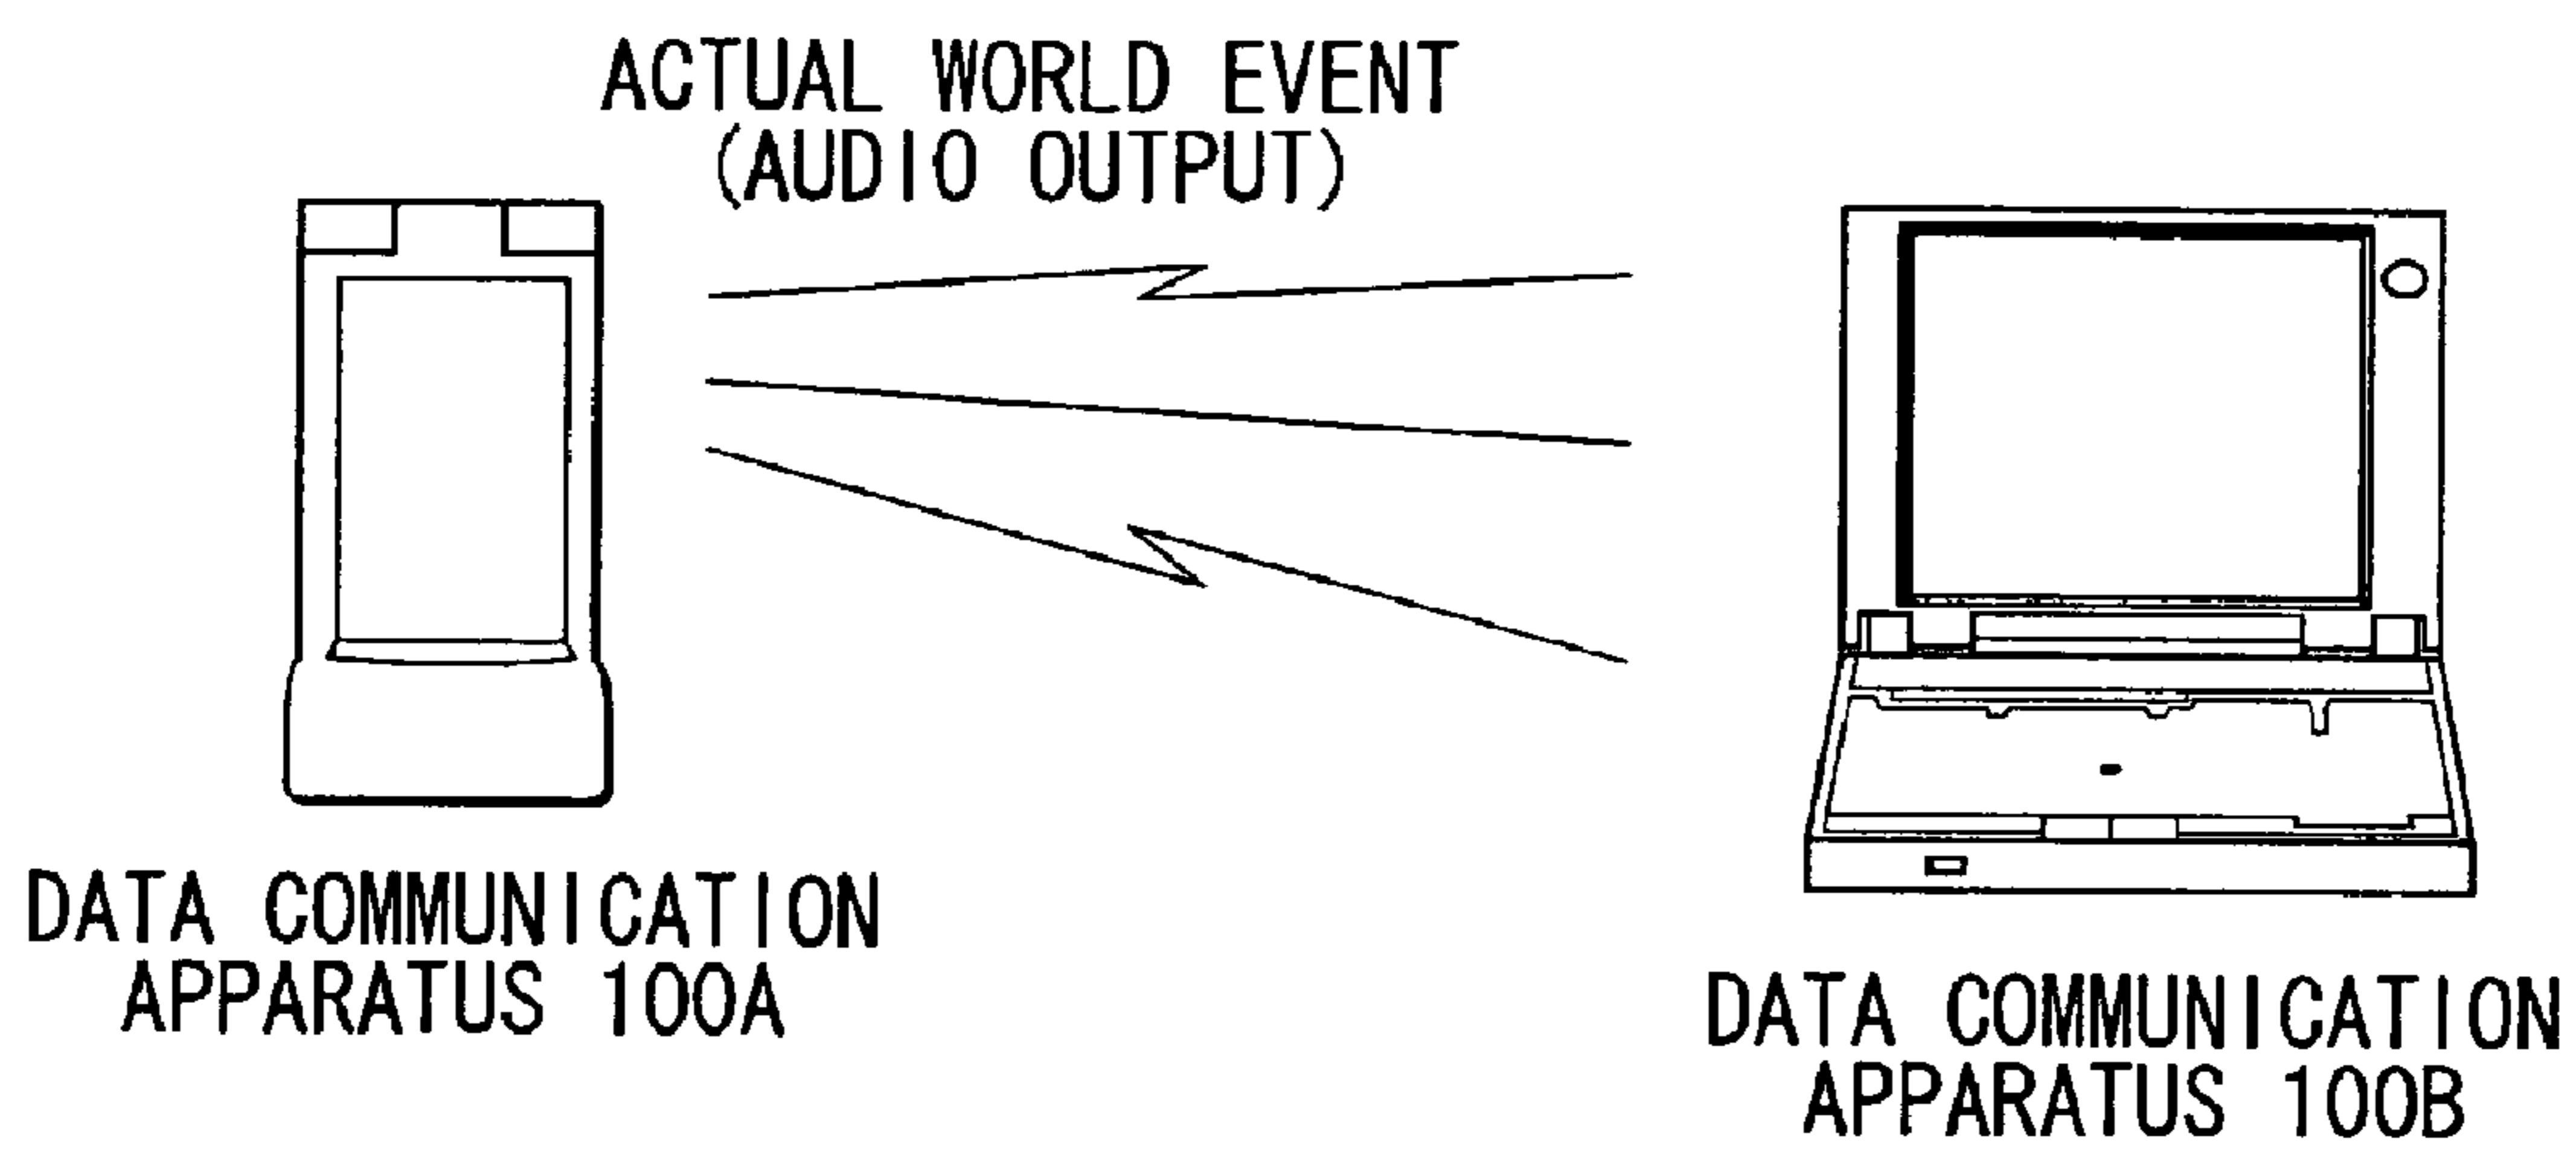 ACTUAL WORLD EVENT
(AUDIO OUTPUT)
DATA COMMUNICATION
APPARATUS 100A
DATA COMMUNICATION
APPARATUS 100B